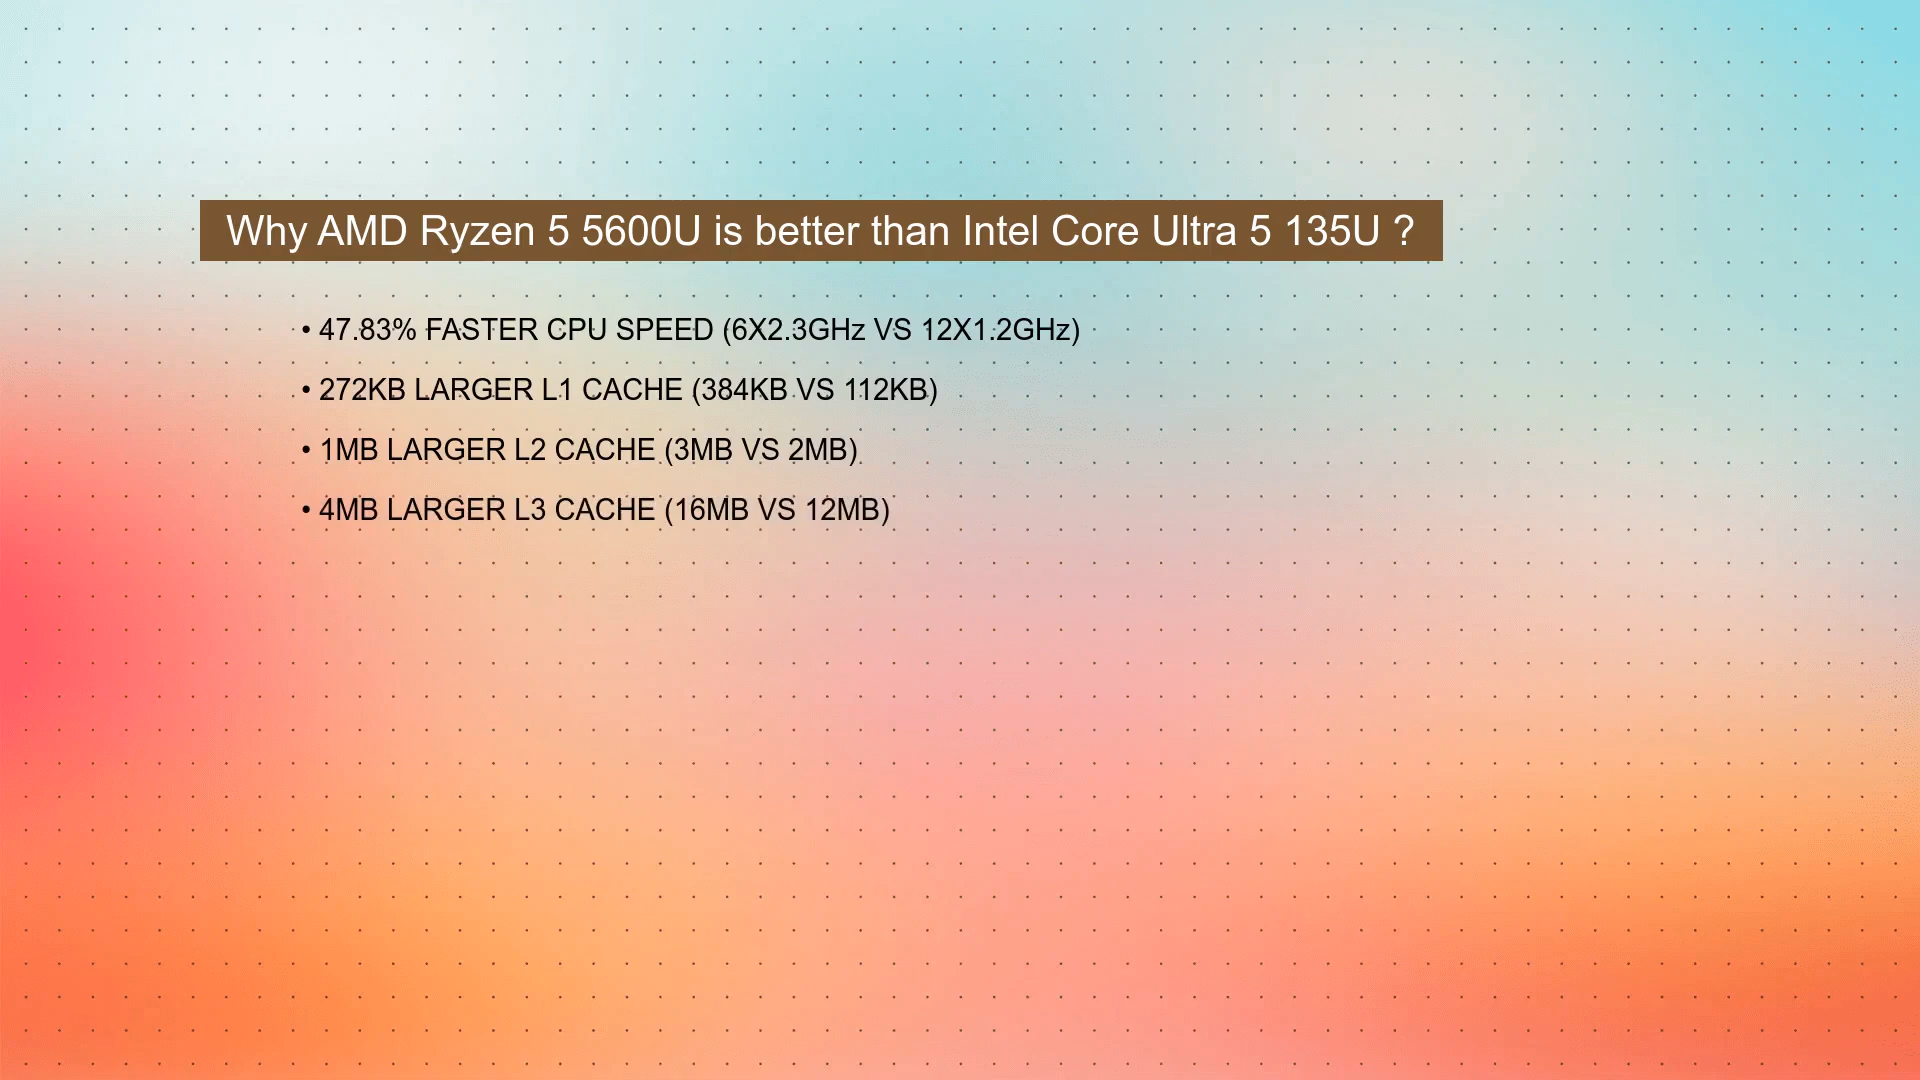 Why AMD Ryzen 5 5600U is better than Intel Core Ultra 5 135U ?
• 47.83% FASTER CPU SPEED (6X2.3GHz VS 12X1.2GHz)
• 272KB LARGER L1 CACHE (384KB VS 112KB)
• 1MB LARGER L2 CACHE (3MB VS 2MB)
• 4MB LARGER L3 CACHE (16MB VS 12MB)